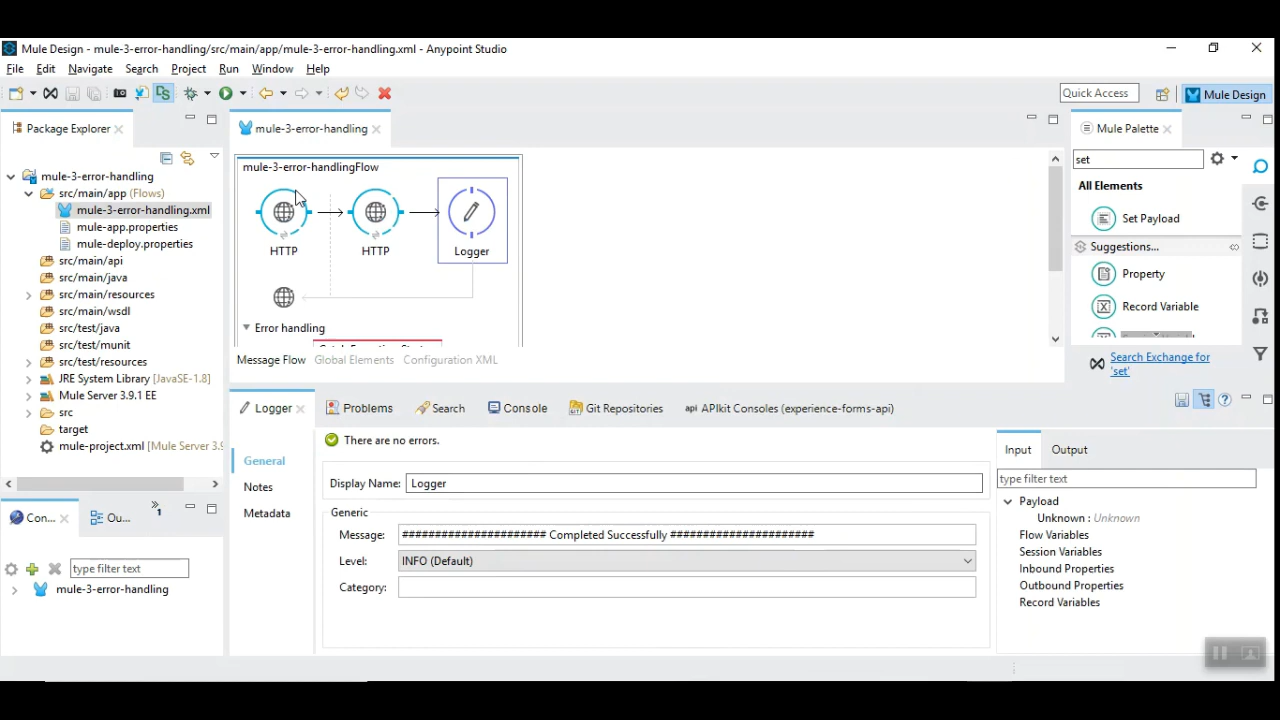 Mule Design - mule-3-error-handling/src/main/app/mule-3-error-handling.xml - Anypoint Studio
File Edit Navigate Search Project Run Window Help
Quick Access
Mule Design
Package Explorer
mule-3-error-handling
src/main/app (Flows)
mule-3-error-handling.xml
mule-app.properties
mule-deploy.properties
src/main/api
src/main/java
src/main/resources
src/main/wsdl
src/test/java
src/test/munit
src/test/resources
JRE System Library [JavaSE-1.8]
Mule Server 3.9.1 EE
src
target
mule-project.xml [Mule Server 3.9
Con...
Ou...
1
type filter text
mule-3-error-handling
mule-3-error-handling
mule-3-error-handlingFlow
HTTP
HTTP
Logger
Error handling
Message Flow Global Elements Configuration XML
Mule Palette
set
All Elements
Set Payload
Suggestions...
Property
Record Variable
Search Exchange for
'set'
Logger
Problems
Search
Console
Git Repositories
api APIkit Consoles (experience-forms-api)
There are no errors.
General
Notes
Metadata
Display Name: Logger
Generic
Message: ###################### Completed Successfully ######################
Level: INFO (Default)
Category:
Input Output
type filter text
Payload
Unknown : Unknown
Flow Variables
Session Variables
Inbound Properties
Outbound Properties
Record Variables